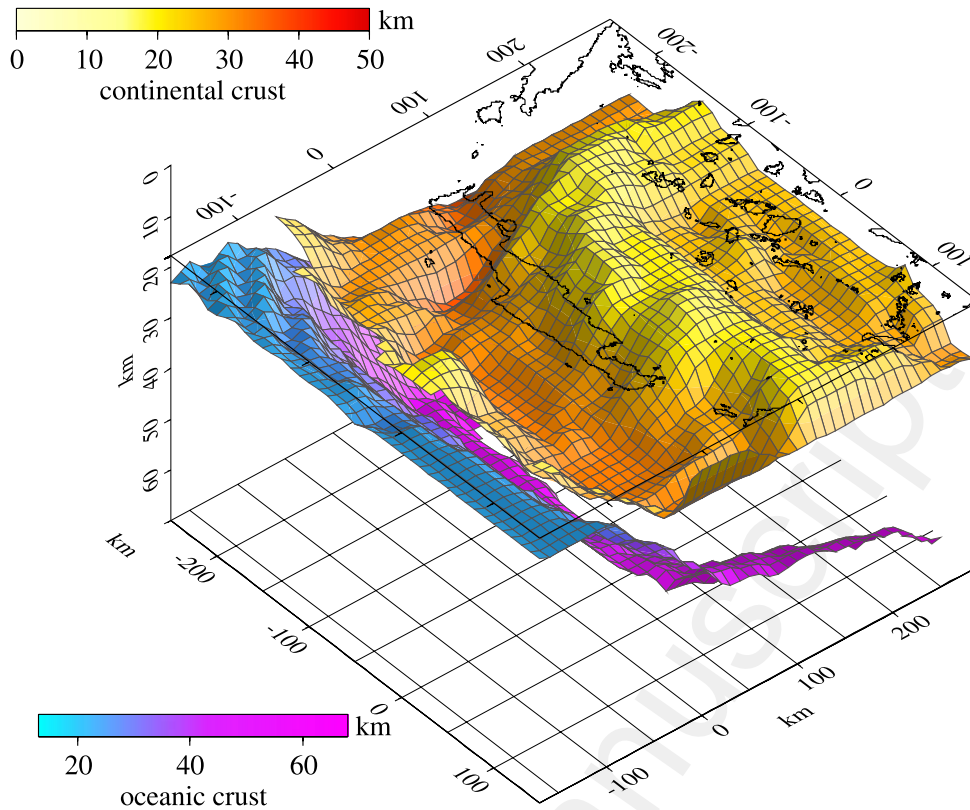 km
0 10 20 30 40 50
continental crust
-100 0 100 200
-200 -100 0 100
0 10 20 30 40 50 60
km
km
-200 -100 0 100
-100 0 100 200
km
20 40 60
km
oceanic crust
nuscript